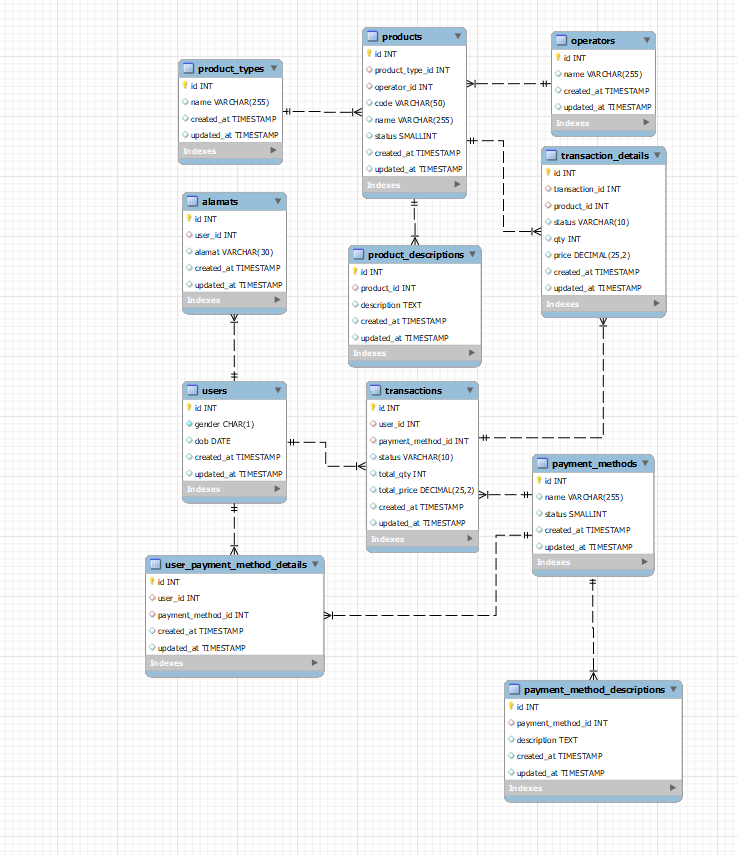 products
id INT
product_type_id INT
operator_id INT
code VARCHAR(50)
name VARCHAR(255)
status SMALLINT
created_at TIMESTAMP
updated_at TIMESTAMP
Indexes
operators
id INT
name VARCHAR(255)
created_at TIMESTAMP
updated_at TIMESTAMP
Indexes
product_types
id INT
name VARCHAR(255)
created_at TIMESTAMP
updated_at TIMESTAMP
Indexes
transaction_details
id INT
transaction_id INT
product_id INT
status VARCHAR(10)
qty INT
price DECIMAL(25,2)
created_at TIMESTAMP
updated_at TIMESTAMP
Indexes
alamats
id INT
user_id INT
alamat VARCHAR(30)
created_at TIMESTAMP
updated_at TIMESTAMP
Indexes
product_descriptions
id INT
product_id INT
description TEXT
created_at TIMESTAMP
updated_at TIMESTAMP
Indexes
users
id INT
gender CHAR(1)
dob DATE
created_at TIMESTAMP
updated_at TIMESTAMP
Indexes
transactions
id INT
user_id INT
payment_method_id INT
status VARCHAR(10)
total_qty INT
total_price DECIMAL(25,2)
created_at TIMESTAMP
updated_at TIMESTAMP
Indexes
payment_methods
id INT
name VARCHAR(255)
status SMALLINT
created_at TIMESTAMP
updated_at TIMESTAMP
Indexes
user_payment_method_details
id INT
user_id INT
payment_method_id INT
created_at TIMESTAMP
updated_at TIMESTAMP
Indexes
payment_method_descriptions
id INT
payment_method_id INT
description TEXT
created_at TIMESTAMP
updated_at TIMESTAMP
Indexes